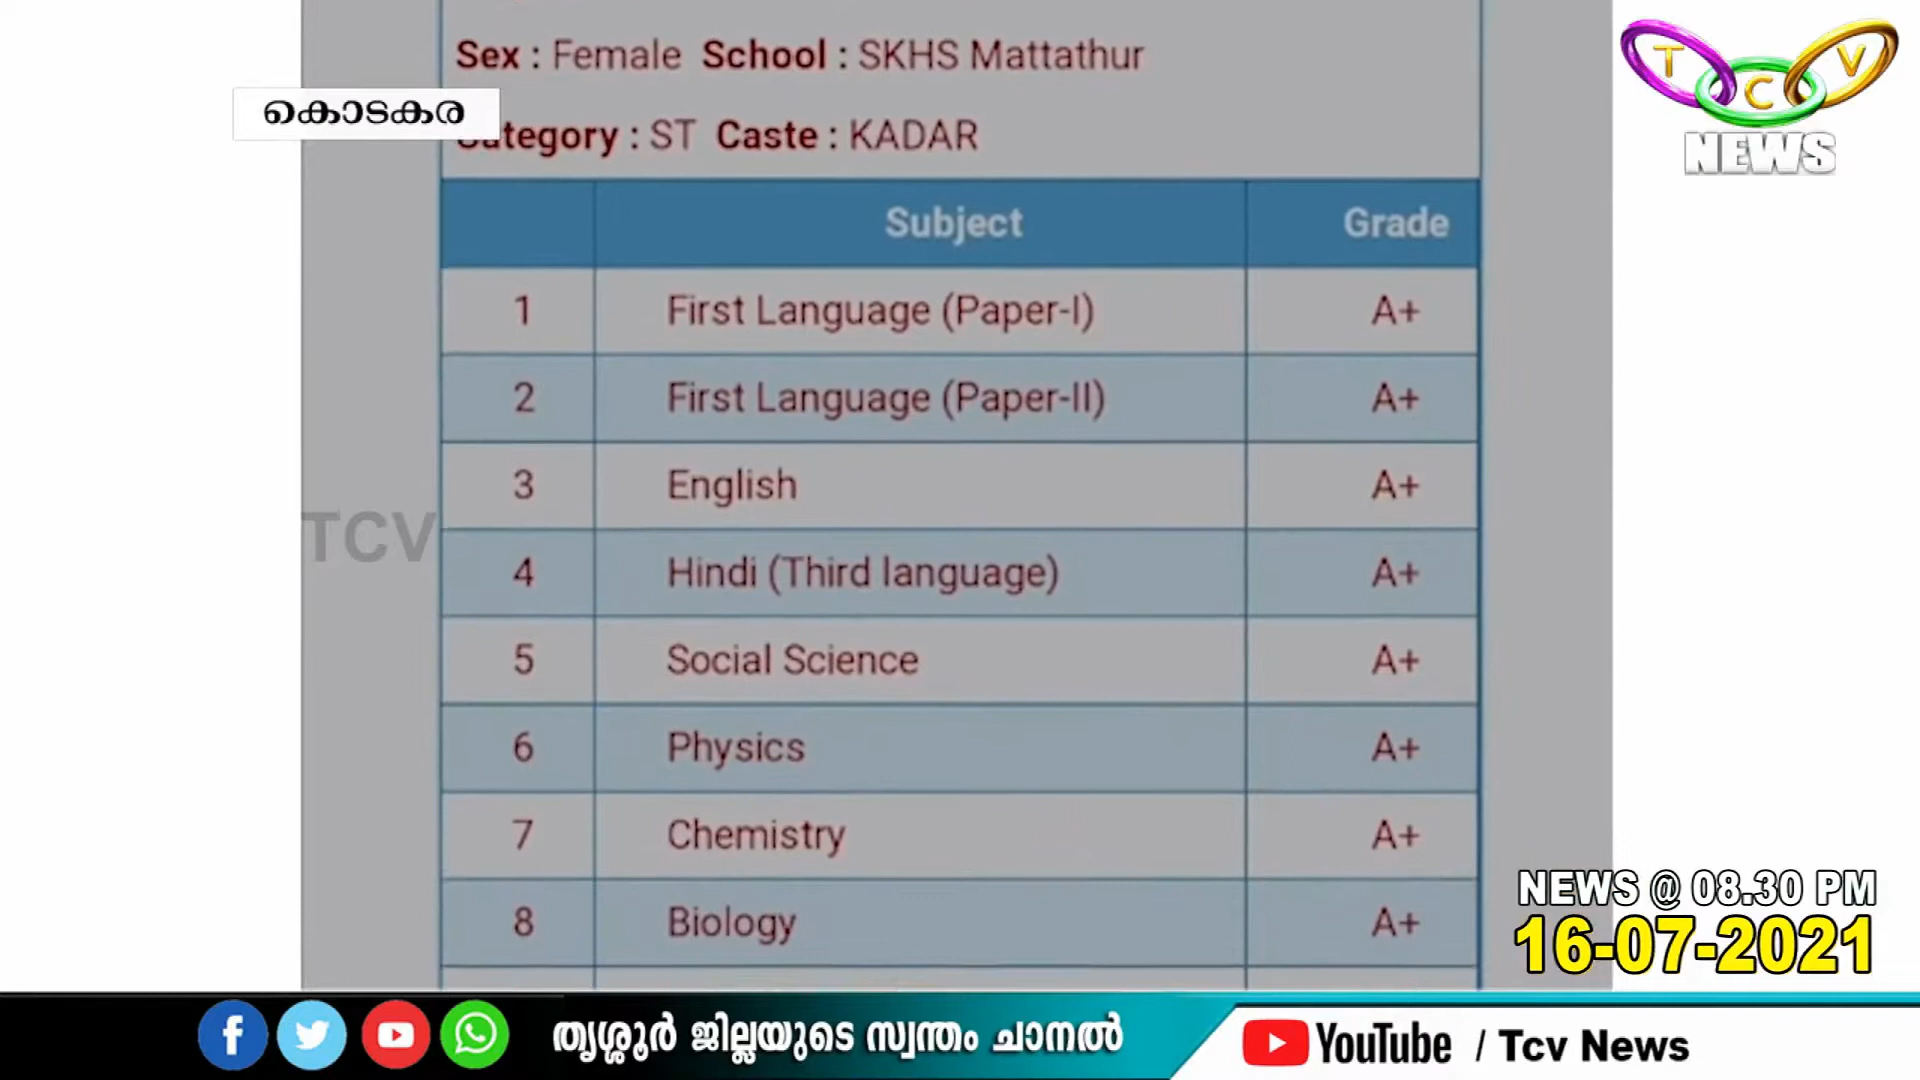 Sex : Female School : SKHS Mattathur
കൊടകര
Category : ST Caste : KADAR
T C V
NEWS
Subject Grade
1 First Language (Paper-I) A+
2 First Language (Paper-II) A+
3 English A+
4 Hindi (Third language) A+
TCV
5 Social Science A+
6 Physics A+
7 Chemistry A+
8 Biology A+
NEWS @ 08.30 PM
16-07-2021
തൃശ്ശൂർ ജില്ലയുടെ സ്വന്തം ചാനൽ
YouTube / Tcv News